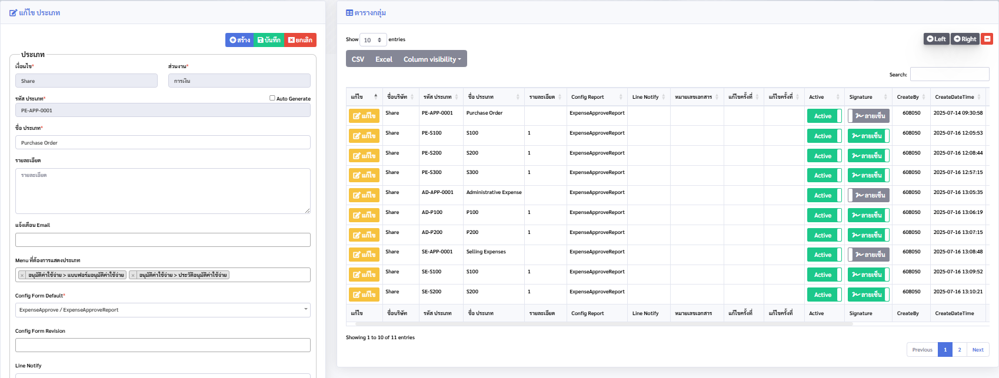 แก้ไข ประเภท
สร้าง บันทึก ยกเลิก
ประเภท
เงื่อนไข* ส่วนงาน*
Share การเงิน
รหัส ประเภท* Auto Generate
PE-APP-0001
ชื่อ ประเภท*
Purchase Order
รายละเอียด
รายละเอียด
แจ้งเตือน Email
Menu ที่ต้องการแสดงประเภท
× อนุมัติค่าใช้จ่าย > แบบฟอร์มอนุมัติค่าใช้จ่าย × อนุมัติค่าใช้จ่าย > ประวัติอนุมัติค่าใช้จ่าย
Config Form Default*
ExpenseApprove / ExpenseApproveReport
Config Form Revision
Line Notify
ตารางกลุ่ม
Show 10 entries
Left Right
CSV Excel Column visibility
Search:
แก้ไข ชื่อบริษัท รหัส ประเภท ชื่อ ประเภท รายละเอียด Config Report Line Notify หมายเลขเอกสาร แก้ไขครั้งที่ แก้ไขครั้งที่ Active Signature CreateBy CreateDateTime
แก้ไข Share PE-APP-0001 Purchase Order ExpenseApproveReport Active ลายเซ็น 608050 2025-07-14 09:30:58
แก้ไข Share PE-S100 S100 1 ExpenseApproveReport Active ลายเซ็น 608050 2025-07-16 12:05:53
แก้ไข Share PE-S200 S200 1 ExpenseApproveReport Active ลายเซ็น 608050 2025-07-16 12:08:44
แก้ไข Share PE-S300 S300 1 ExpenseApproveReport Active ลายเซ็น 608050 2025-07-16 12:57:15
แก้ไข Share AD-APP-0001 Administrative Expense ExpenseApproveReport Active ลายเซ็น 608050 2025-07-16 13:05:35
แก้ไข Share AD-P100 P100 1 ExpenseApproveReport Active ลายเซ็น 608050 2025-07-16 13:06:19
แก้ไข Share AD-P200 P200 1 ExpenseApproveReport Active ลายเซ็น 608050 2025-07-16 13:07:15
แก้ไข Share SE-APP-0001 Selling Expenses ExpenseApproveReport Active ลายเซ็น 608050 2025-07-16 13:08:48
แก้ไข Share SE-S100 S100 1 ExpenseApproveReport Active ลายเซ็น 608050 2025-07-16 13:09:52
แก้ไข Share SE-S200 S200 1 ExpenseApproveReport Active ลายเซ็น 608050 2025-07-16 13:10:21
แก้ไข ชื่อบริษัท รหัส ประเภท ชื่อ ประเภท รายละเอียด Config Report Line Notify หมายเลขเอกสาร แก้ไขครั้งที่ แก้ไขครั้งที่ Active Signature CreateBy CreateDateTime
Showing 1 to 10 of 11 entries
Previous 1 2 Next